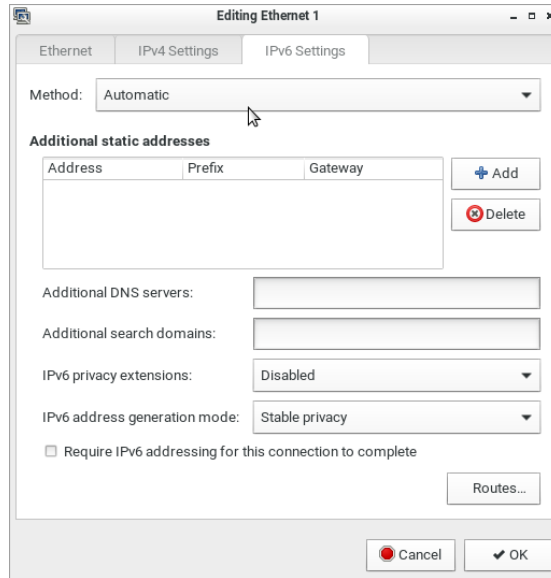 Editing Ethernet 1
Ethernet IPv4 Settings IPv6 Settings
Method: Automatic
Additional static addresses
Address Prefix Gateway
Add
Delete
Additional DNS servers:
Additional search domains:
IPv6 privacy extensions: Disabled
IPv6 address generation mode: Stable privacy
Require IPv6 addressing for this connection to complete
Routes...
Cancel OK